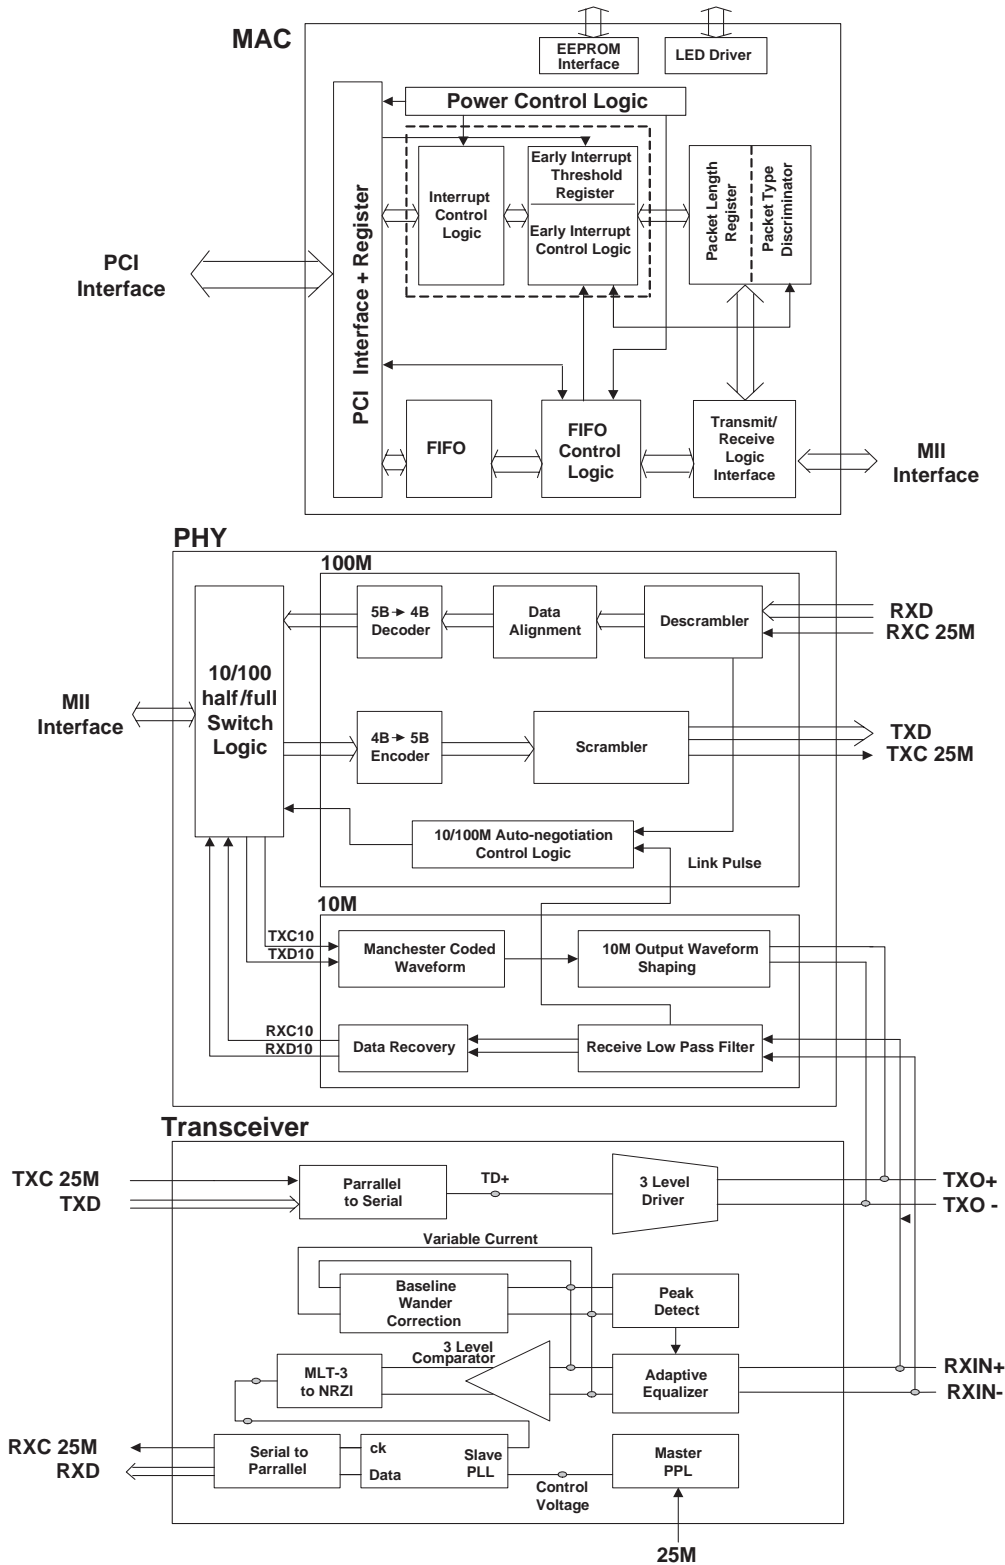 MAC
EEPROM
Interface
LED Driver
Power Control Logic
PCI Interface + Register
Interrupt
Control
Logic
Early Interrupt
Threshold
Register
Early Interrupt
Control Logic
Packet Length
Register
Packet Type
Discriminator
PCI
Interface
FIFO
FIFO
Control
Logic
Transmit/
Receive
Logic
Interface
MII
Interface
PHY
100M
5B → 4B
Decoder
Data
Alignment
Descrambler
RXD
RXC 25M
10/100
half/full
Switch
Logic
MII
Interface
4B → 5B
Encoder
Scrambler
TXD
TXC 25M
10/100M Auto-negotiation
Control Logic
Link Pulse
10M
TXC10
TXD10
Manchester Coded
Waveform
10M Output Waveform
Shaping
RXC10
RXD10
Data Recovery
Receive Low Pass Filter
Transceiver
TXC 25M
TXD
Parrallel
to Serial
TD+
3 Level
Driver
TXO+
TXO -
Variable Current
Baseline
Wander
Correction
Peak
Detect
3 Level
Comparator
MLT-3
to NRZI
Adaptive
Equalizer
RXIN+
RXIN-
RXC 25M
RXD
Serial to
Parrallel
ck
Data
Slave
PLL
Control
Voltage
Master
PPL
25M